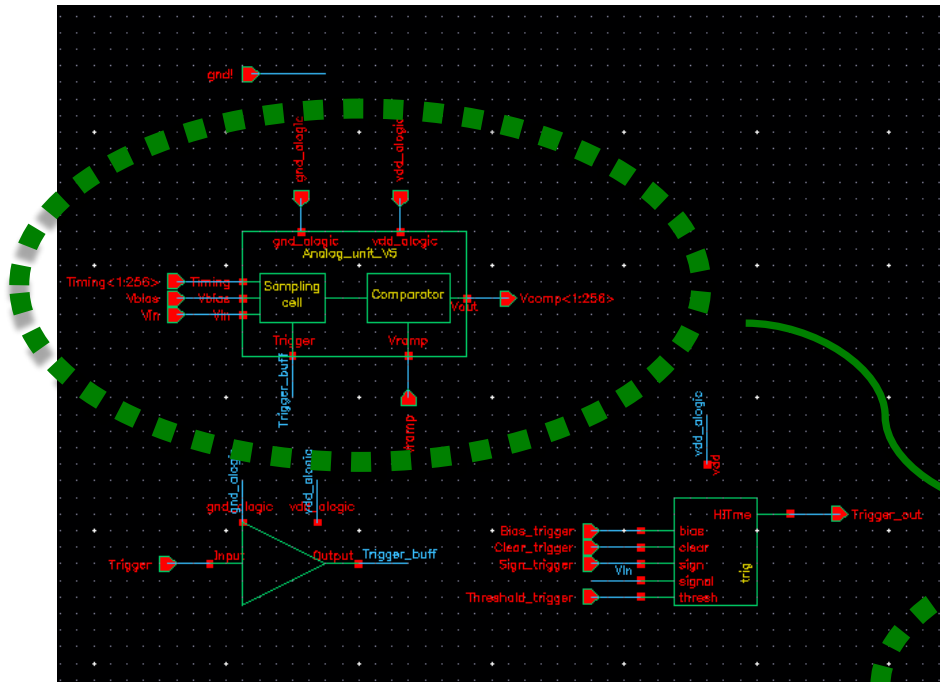 gnd!
gnd_alogic
vdd_alogic
gnd_alogic
vdd_alogic
Analog_unit_V5
Timing<1:256>
Timing
Vbias
Vbias
Vin
Vin
Sampling
cell
Comparator
Vout
Vcomp<1:256>
Trigger
Vramp
Trigger_buff
Vramp
vdd_alogic
vdd
gnd_alogic
vdd_alogic
gnd_alogic
vdd_alogic
Trigger
Input
Output
Trigger_buff
HITme
Trigger_out
Bias_trigger
bias
Clear_trigger
clear
Sign_trigger
sign
Vin
signal
Threshold_trigger
thresh
trig